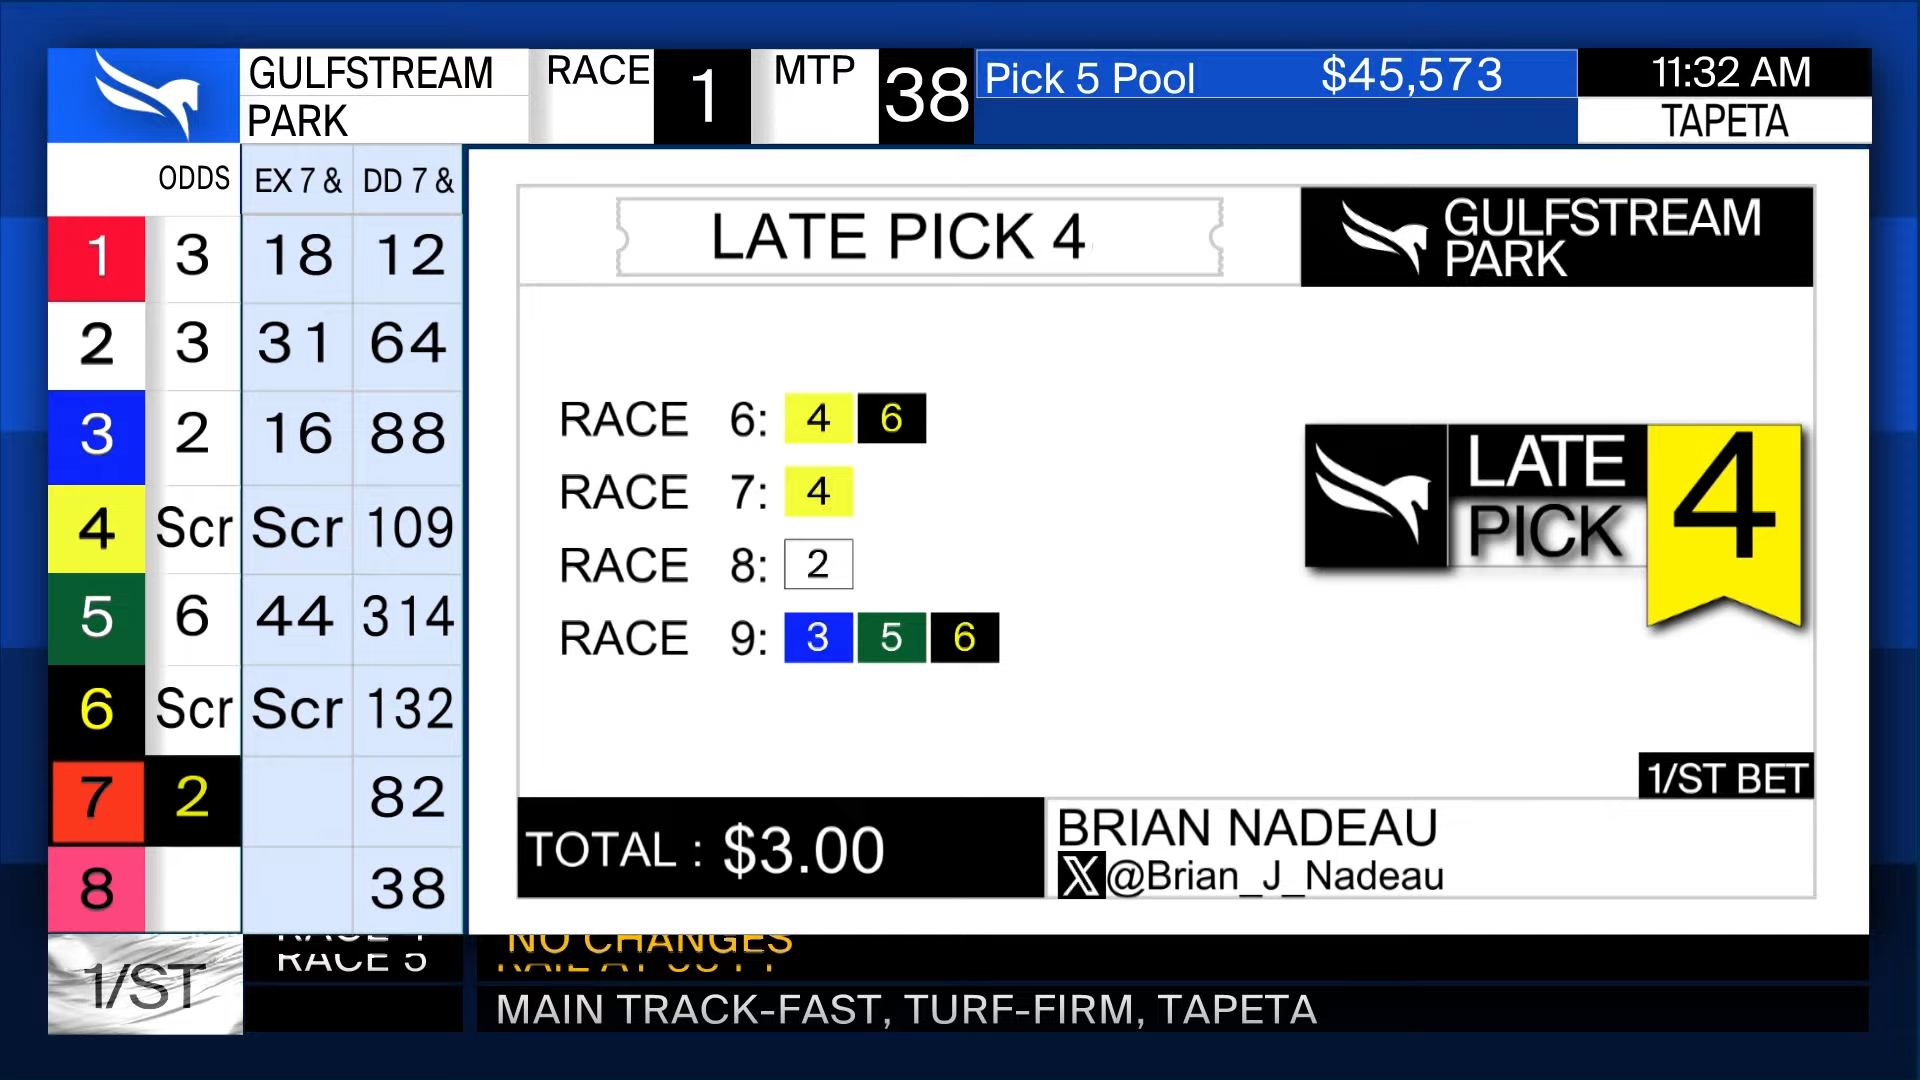 GULFSTREAM
PARK
RACE 1 MTP 38
Pick 5 Pool $45,573
11:32 AM
TAPETA
ODDS EX 7 & DD 7 &
1 3 18 12
2 3 31 64
3 2 16 88
4 Scr Scr 109
5 6 44 314
6 Scr Scr 132
7 2 82
8 38
LATE PICK 4
GULFSTREAM
PARK
RACE 6: 4 6
RACE 7: 4
RACE 8: 2
RACE 9: 3 5 6
LATE
PICK
4
1/ST BET
TOTAL : $3.00
BRIAN NADEAU
X@Brian_J_Nadeau
1/ST
RACE 5
NO CHANGES
MAIN TRACK-FAST, TURF-FIRM, TAPETA